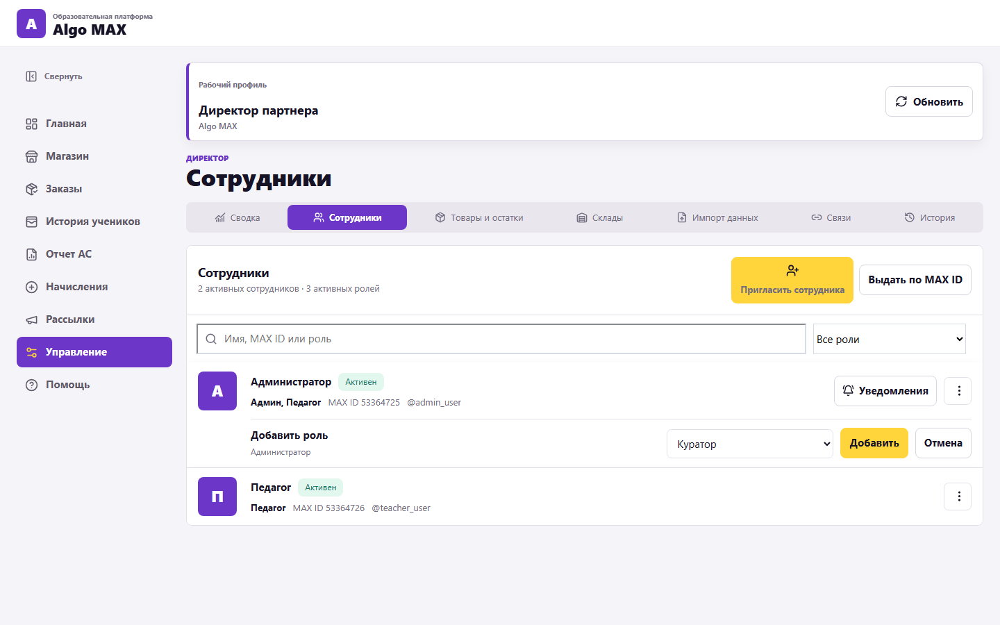 A
Образовательная платформа
Algo MAX
Свернуть
Главная
Магазин
Заказы
История учеников
Отчет АС
Начисления
Рассылки
Управление
Помощь
Рабочий профиль
Директор партнера
Algo MAX
Обновить
ДИРЕКТОР
Сотрудники
Сводка
Сотрудники
Товары и остатки
Склады
Импорт данных
Связи
История
Сотрудники
2 активных сотрудников · 3 активных ролей
Пригласить сотрудника
Выдать по MAX ID
Имя, MAX ID или роль
Все роли
А
Администратор
Активен
Админ, Педагог MAX ID 53364725 @admin_user
Уведомления
Добавить роль
Администратор
Куратор
Добавить
Отмена
П
Педагог
Активен
Педагог MAX ID 53364726 @teacher_user